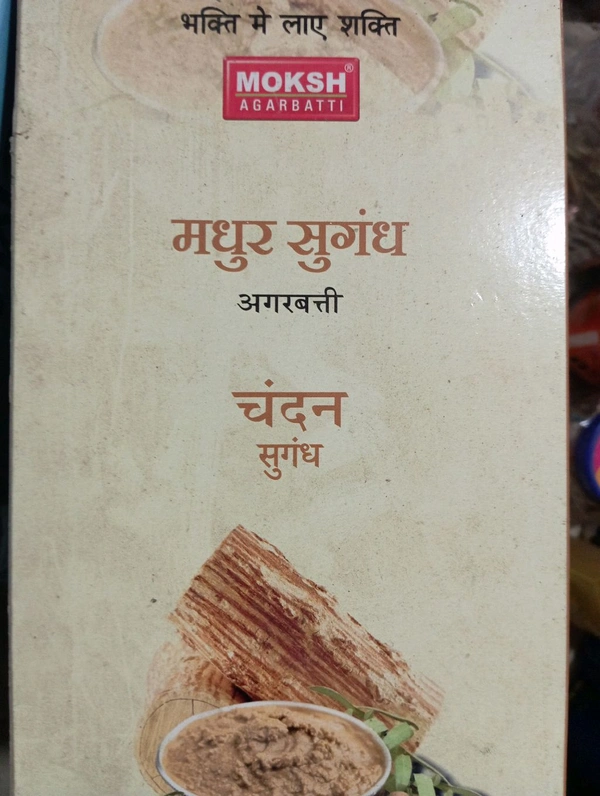 भक्ति मे लाए शक्ति
MOKSH®
AGARBATTI
मधुर सुगंध
अगरबत्ती
चंदन
सुगंध